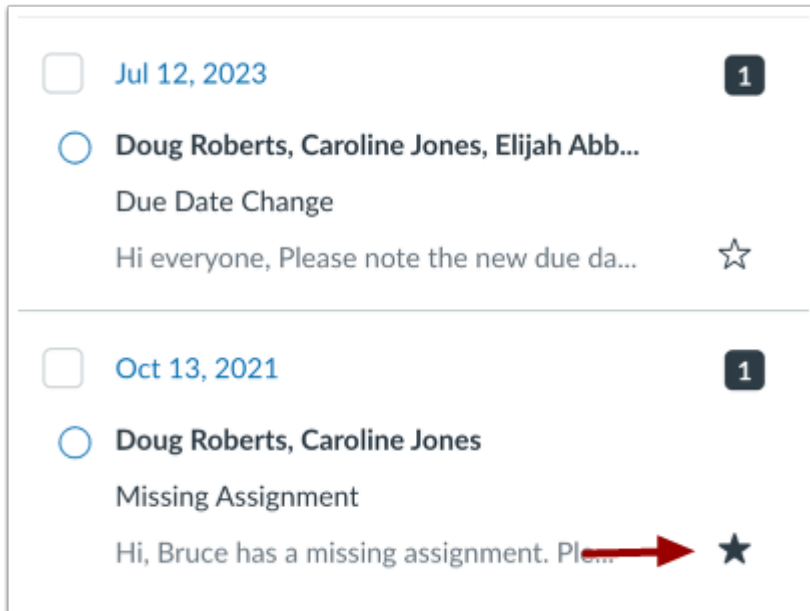 Jul 12, 2023 1
Doug Roberts, Caroline Jones, Elijah Abb...
Due Date Change
Hi everyone, Please note the new due da...
Oct 13, 2021 1
Doug Roberts, Caroline Jones
Missing Assignment
Hi, Bruce has a missing assignment.